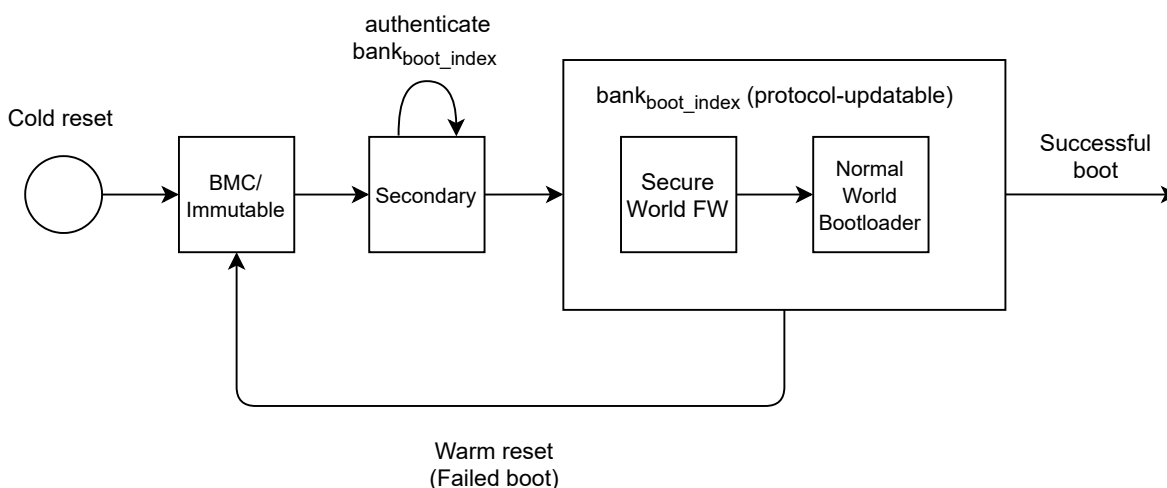 authenticate
bank_boot_index
Cold reset
BMC/
Immutable
Secondary
bank_boot_index (protocol-updatable)
Secure
World FW
Normal
World
Bootloader
Successful
boot
Warm reset
(Failed boot)